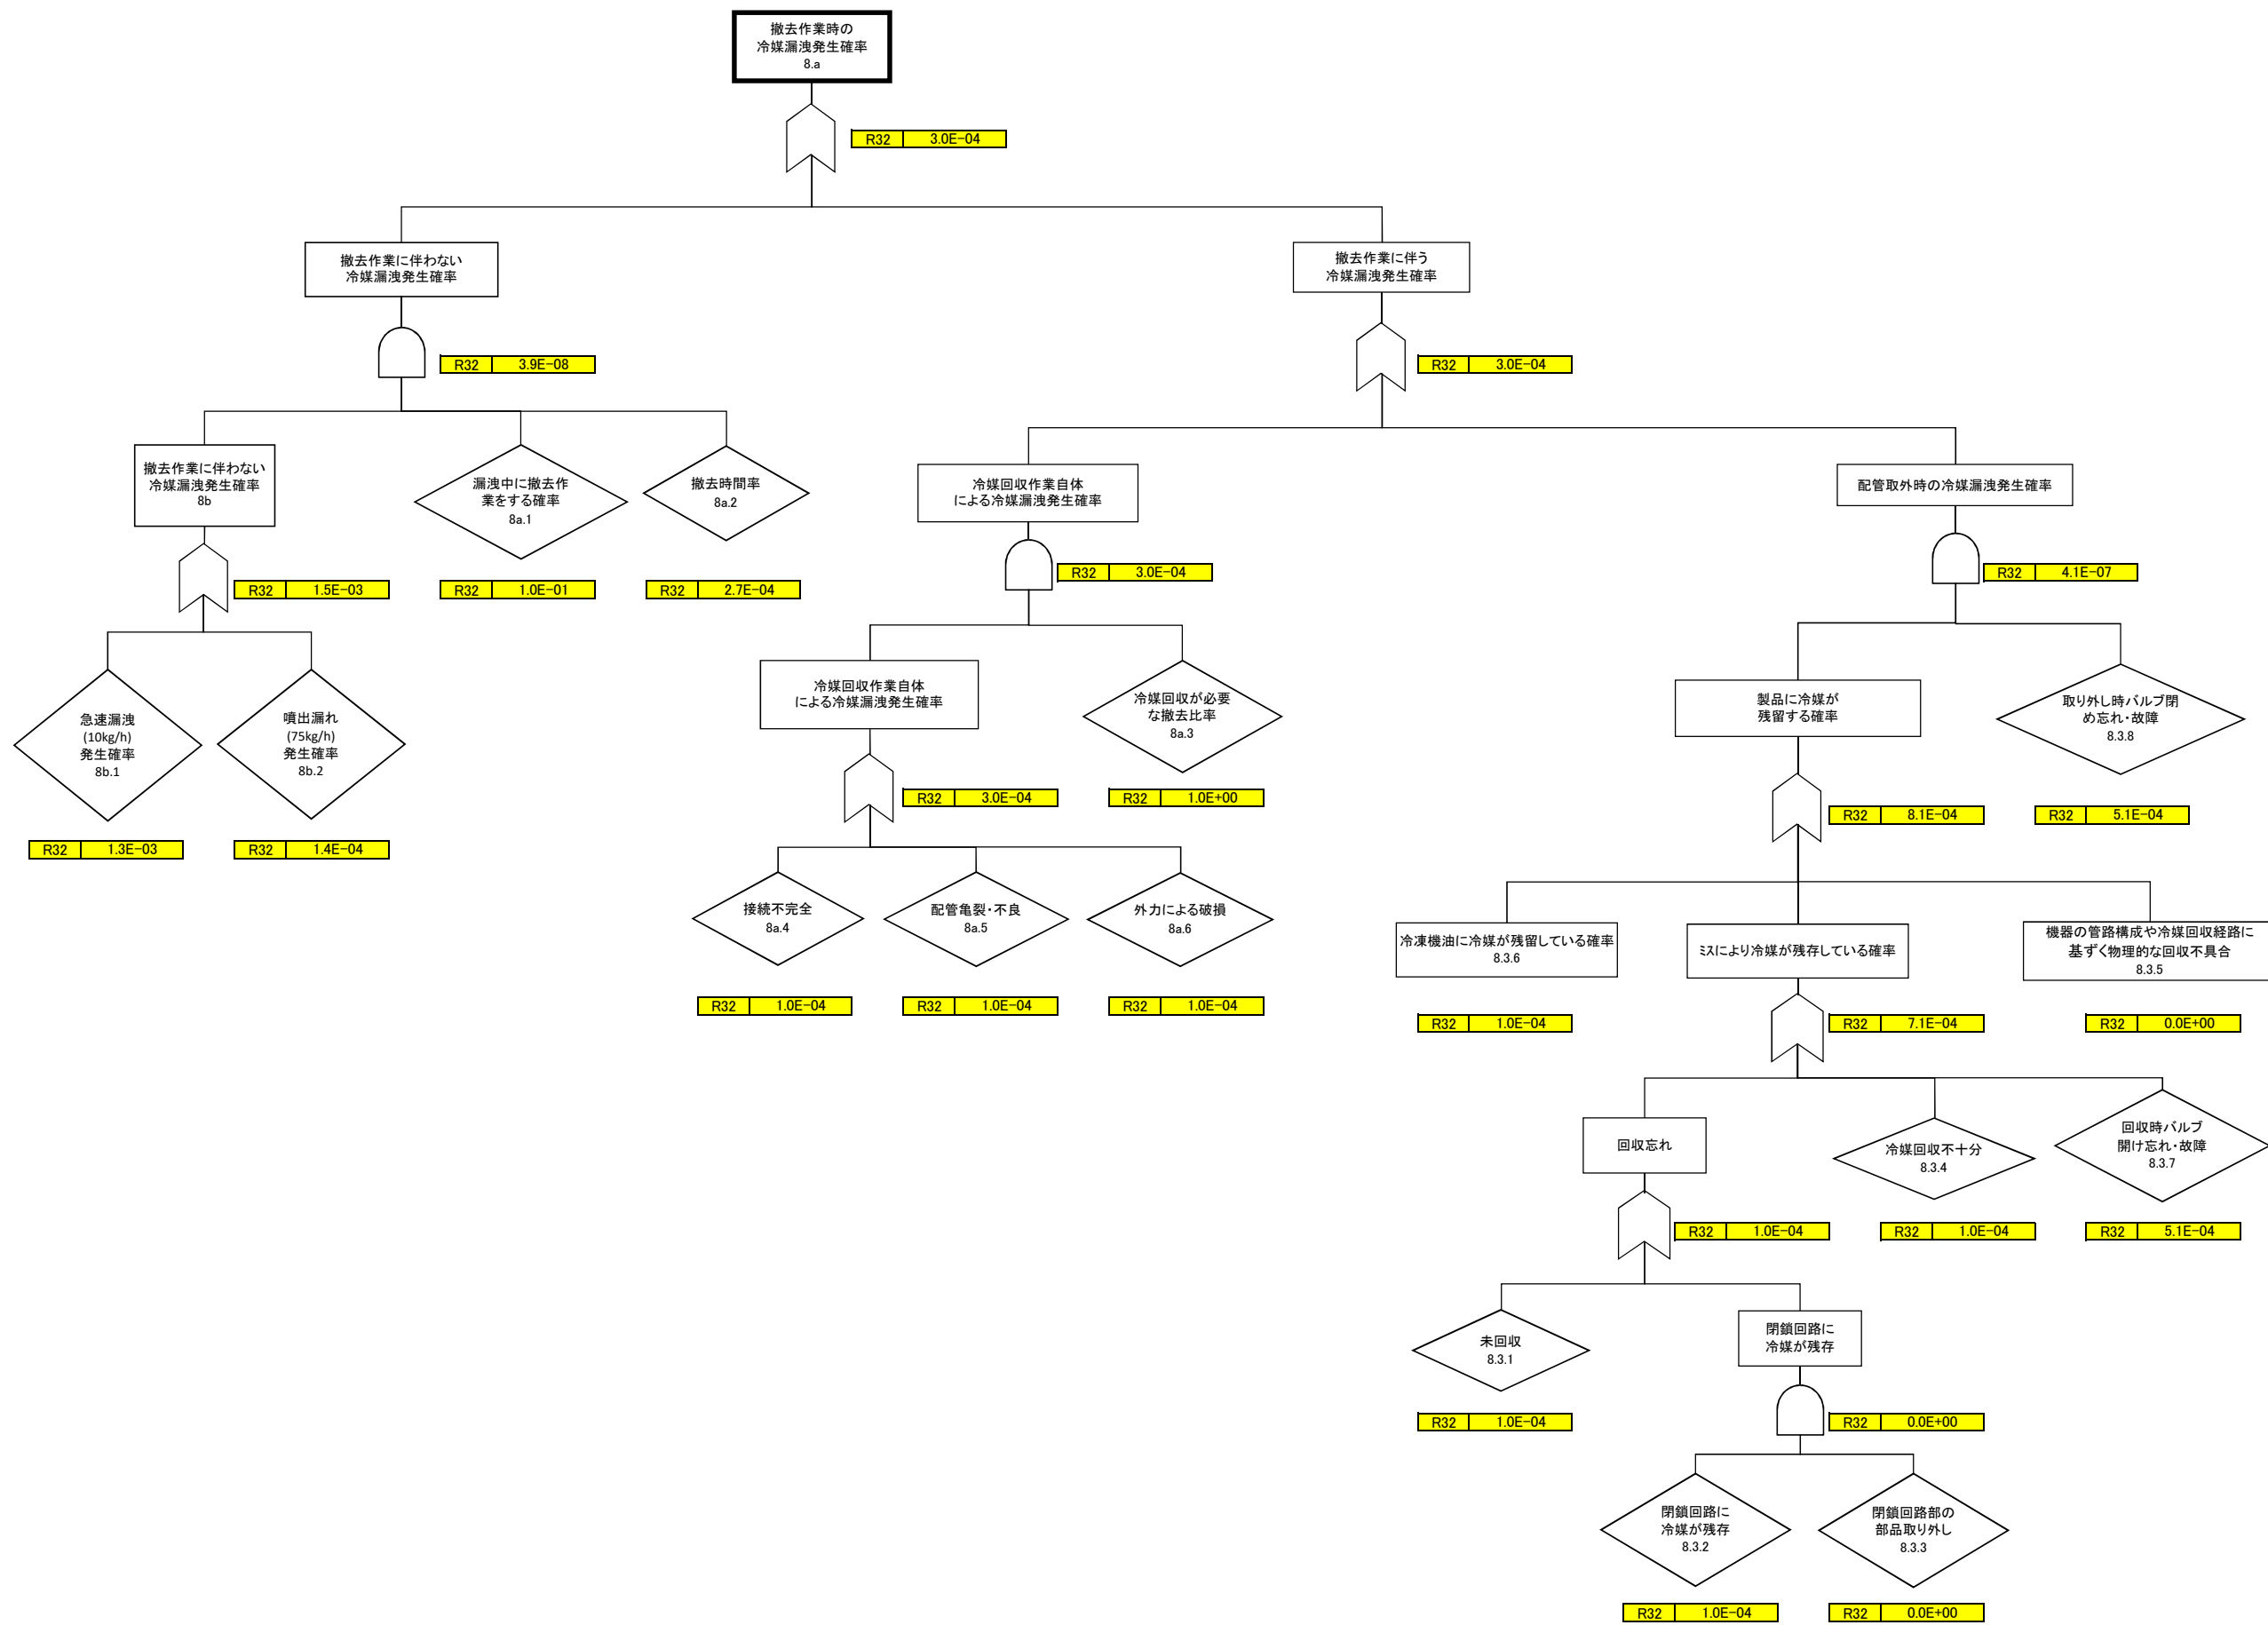 撤去作業時の
冷媒漏洩発生確率
8.a
R32 3.0E-04
撤去作業に伴わない
冷媒漏洩発生確率
R32 3.9E-08
撤去作業に伴う
冷媒漏洩発生確率
R32 3.0E-04
撤去作業に伴わない
冷媒漏洩発生確率
8b
R32 1.5E-03
漏洩中に撤去作
業をする確率
8a.1
R32 1.0E-01
撤去時間率
8a.2
R32 2.7E-04
急速漏洩
(10kg/h)
発生確率
8b.1
R32 1.3E-03
噴出漏れ
(75kg/h)
発生確率
8b.2
R32 1.4E-04
冷媒回収作業自体
による冷媒漏洩発生確率
R32 3.0E-04
配管取外時の冷媒漏洩発生確率
R32 4.1E-07
冷媒回収作業自体
による冷媒漏洩発生確率
R32 3.0E-04
冷媒回収が必要
な撤去比率
8a.3
R32 1.0E+00
接続不完全
8a.4
R32 1.0E-04
配管亀裂・不良
8a.5
R32 1.0E-04
外力による破損
8a.6
R32 1.0E-04
製品に冷媒が
残留する確率
R32 8.1E-04
取り外し時バルブ閉
め忘れ・故障
8.3.8
R32 5.1E-04
冷凍機油に冷媒が残留している確率
8.3.6
R32 1.0E-04
ﾐｽにより冷媒が残存している確率
R32 7.1E-04
機器の管路構成や冷媒回収経路に
基ずく物理的な回収不具合
8.3.5
R32 0.0E+00
回収忘れ
R32 1.0E-04
冷媒回収不十分
8.3.4
R32 1.0E-04
回収時バルブ
開け忘れ・故障
8.3.7
R32 5.1E-04
未回収
8.3.1
R32 1.0E-04
閉鎖回路に
冷媒が残存
R32 0.0E+00
閉鎖回路に
冷媒が残存
8.3.2
R32 1.0E-04
閉鎖回路部の
部品取り外し
8.3.3
R32 0.0E+00